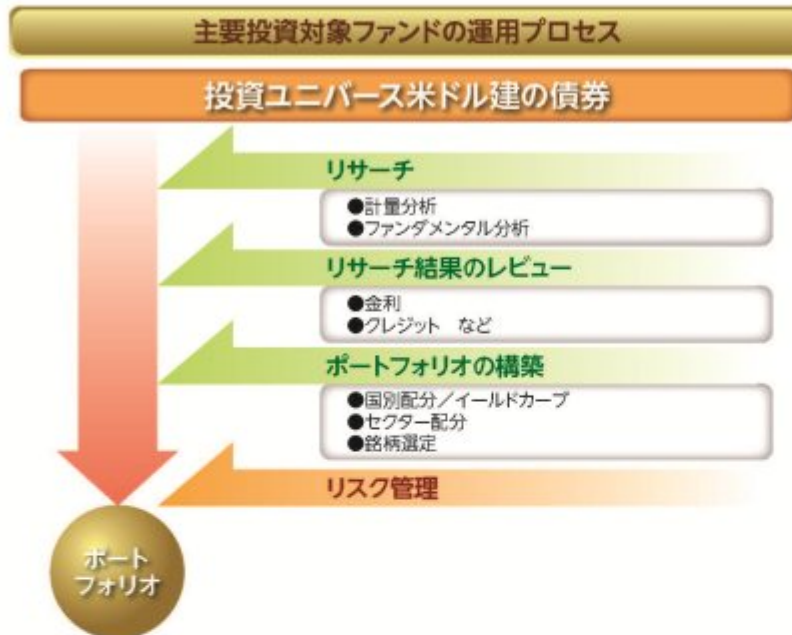 主要投資対象ファンドの運用プロセス
投資ユニバース米ドル建の債券
リサーチ
●計量分析
●ファンダメンタル分析
リサーチ結果のレビュー
●金利
●クレジット　など
ポートフォリオの構築
●国別配分／イールドカーブ
●セクター配分
●銘柄選定
リスク管理
ポート
フォリオ